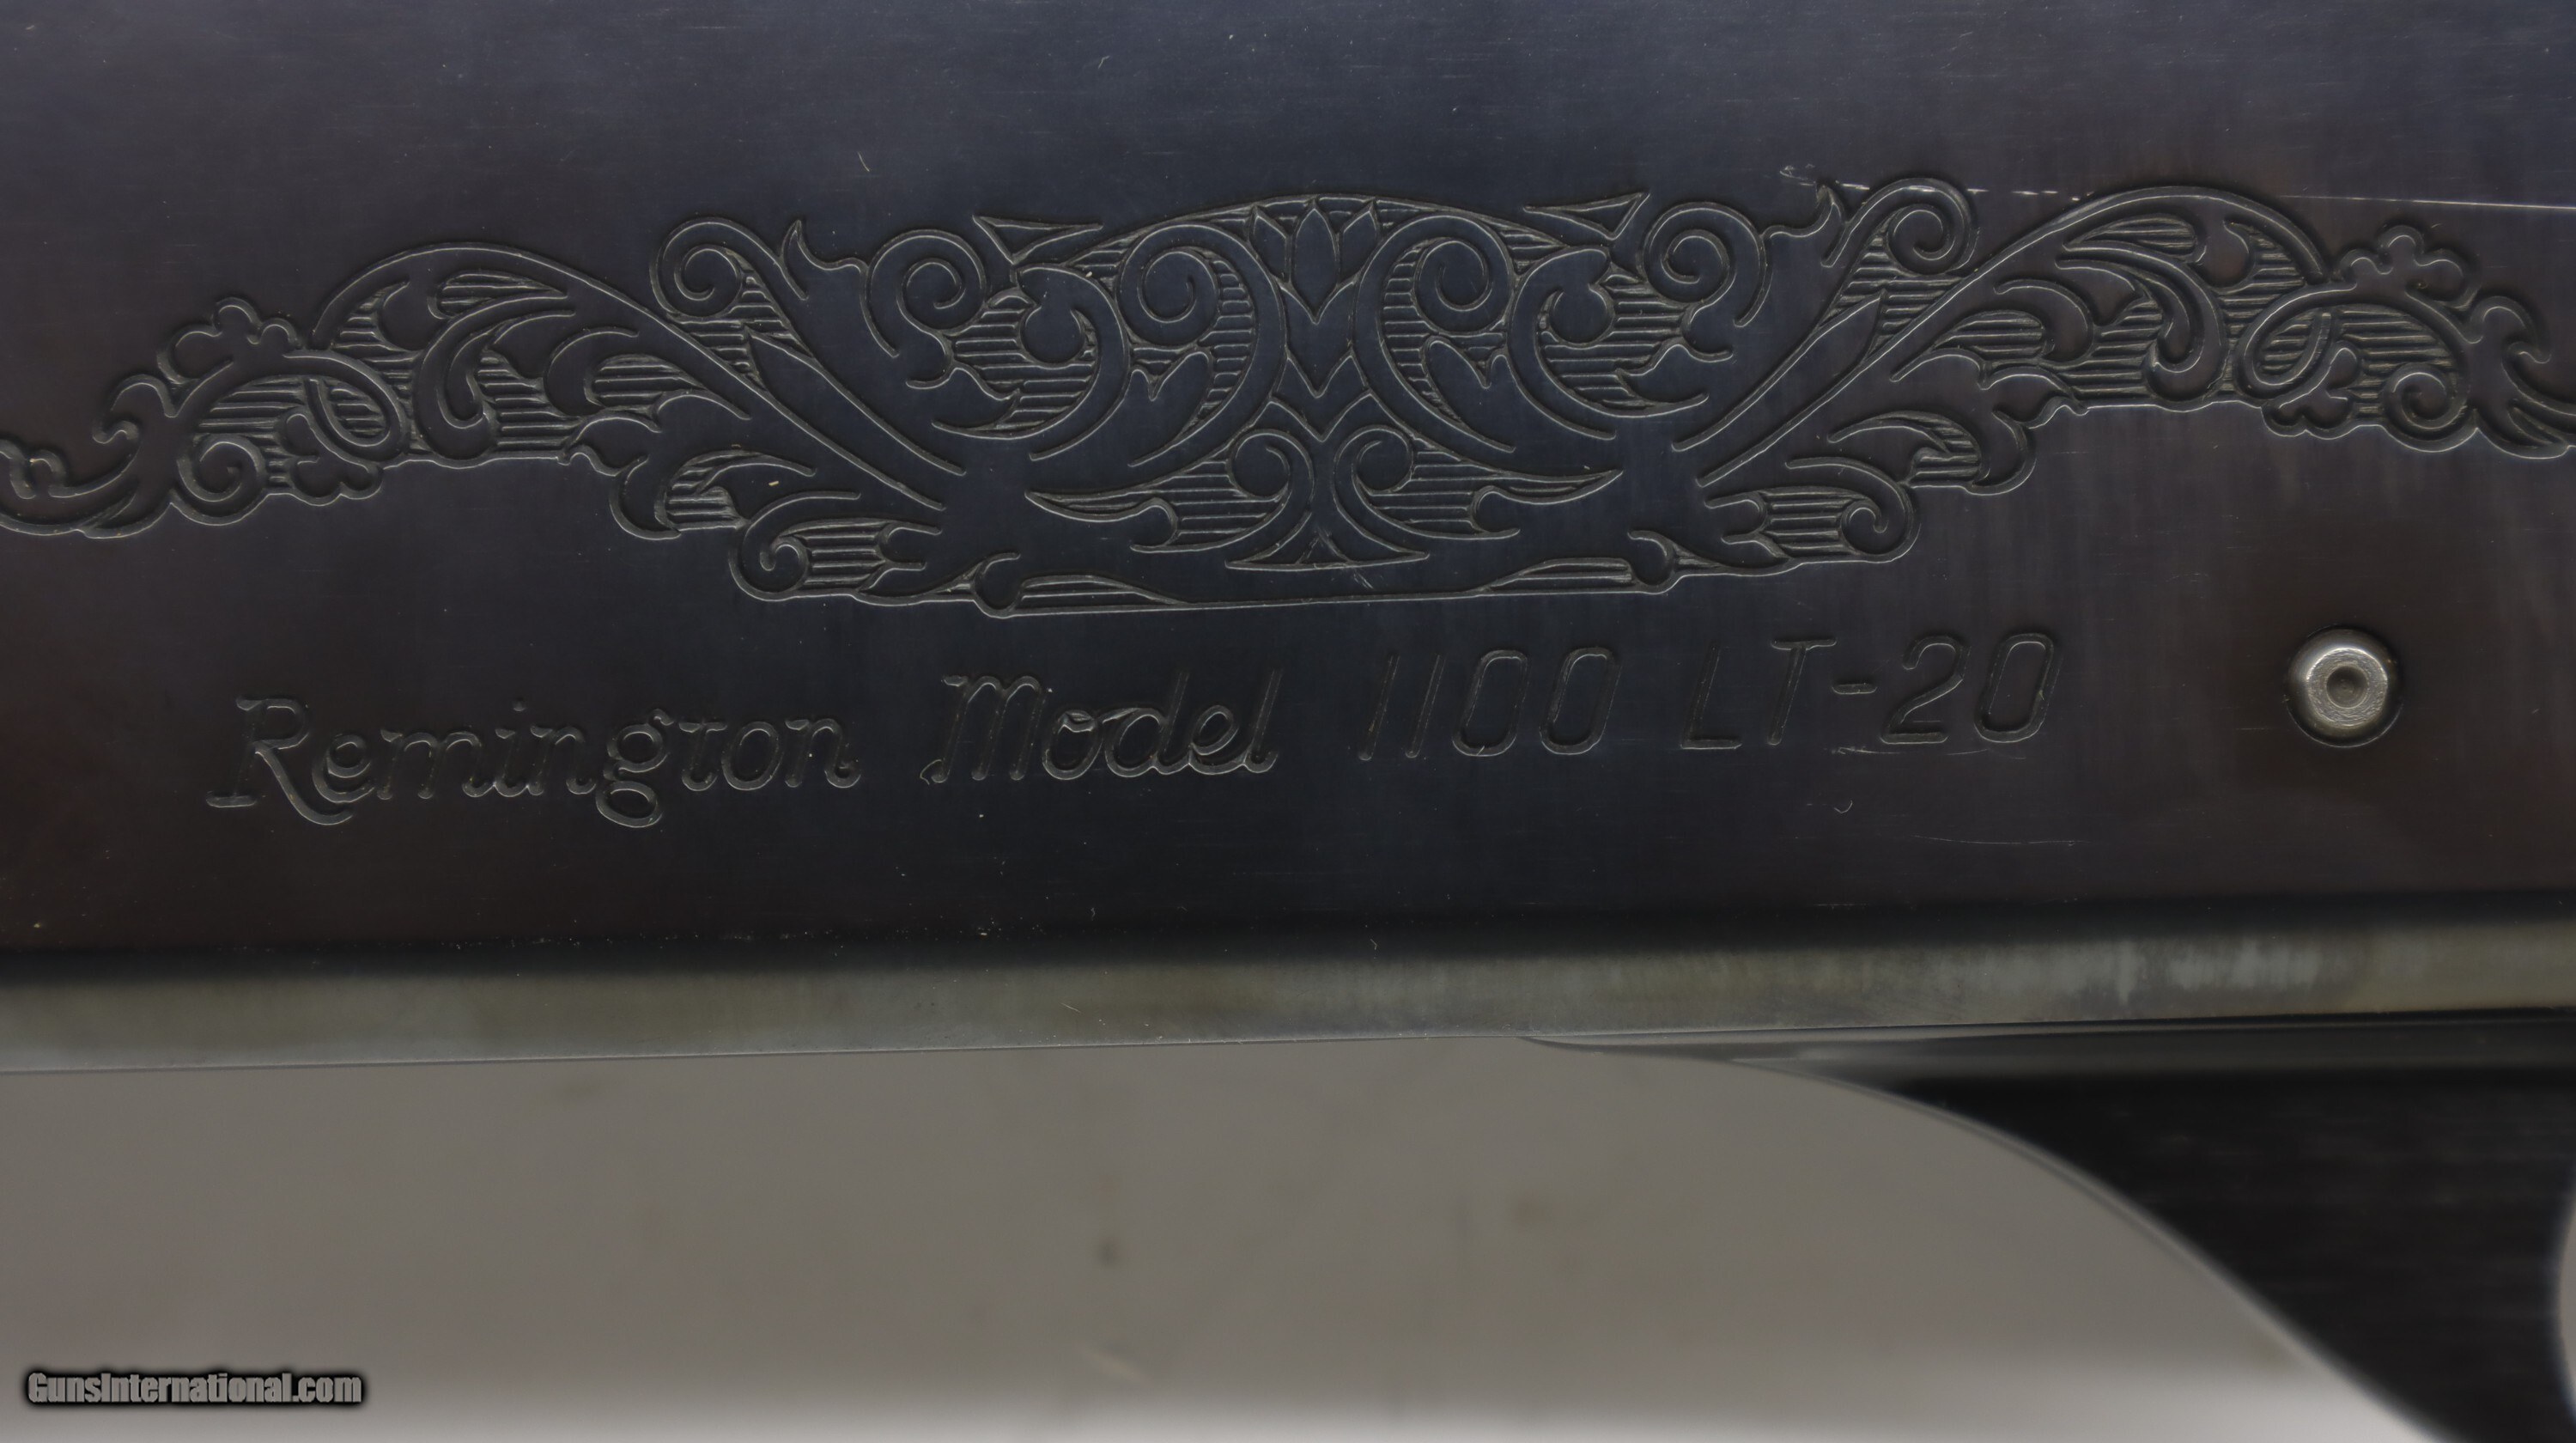 Remington Model 1100 LT-20
GunsInternational.com